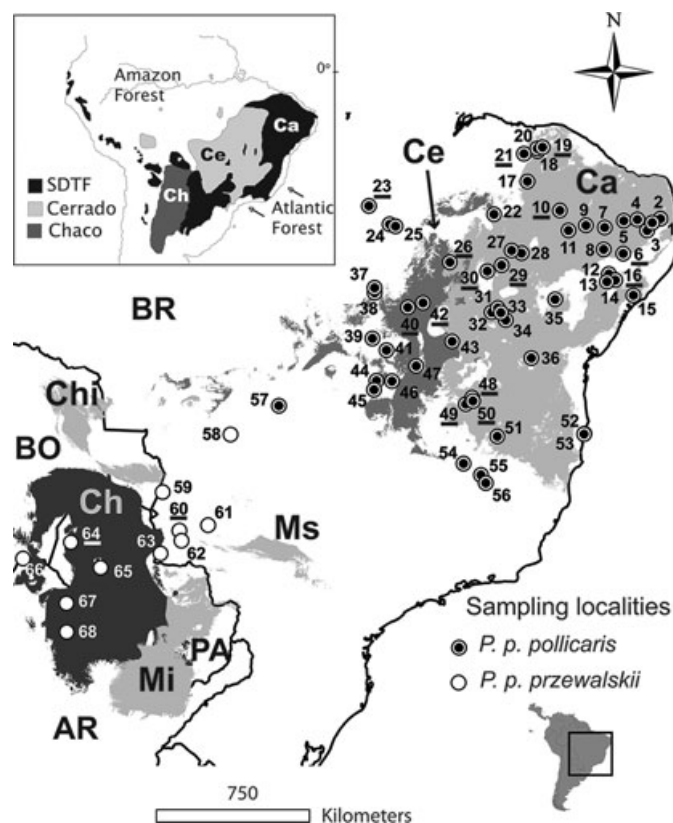 N
0°
Amazon
Forest
Ca
Ce
Ch
SDTF
Cerrado
Chaco
Atlantic
Forest
20
19
21
18
17
Ce
Ca
23
10
9
7
4
2
1
22
24
25
11
5
3
26
27
28
8
6
12
16
30
29
13
14
15
37
31
33
35
38
32
34
BR
40
42
39
41
43
36
47
44
45
46
48
Chi
57
49
50
51
52
53
BO
58
54
55
56
59
Ch
60
61
Ms
64
63
62
66
65
67
68
PA
Mi
AR
Sampling localities
P. p. pollicaris
P. p. przewalskii
750
Kilometers